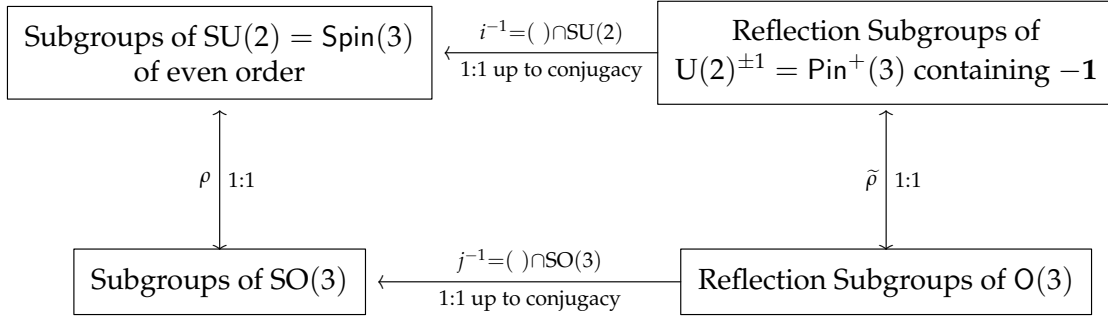 Subgroups of SU(2) = Spin(3)
of even order
i⁻¹=( )∩SU(2)
1:1 up to conjugacy
Reflection Subgroups of
U(2)^{±1} = Pin⁺(3) containing −𝟏
ρ 1:1
ρ̃ 1:1
Subgroups of SO(3)
j⁻¹=( )∩SO(3)
1:1 up to conjugacy
Reflection Subgroups of O(3)